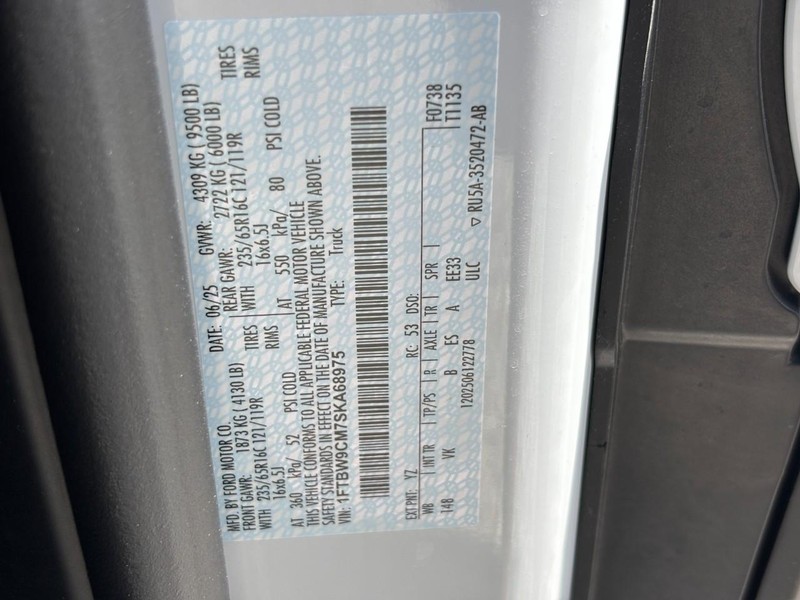 MFD. BY FORD MOTOR CO. DATE: 06/25 GVWR: 4309 KG ( 9500 LB)
FRONT GAWR: 1873 KG ( 4130 LB) REAR GAWR: 2722 KG ( 6000 LB)
WITH 235/65R16C 121/119R TIRES WITH 235/65R16C 121/119R TIRES
16x6.5J RIMS 16x6.5J RIMS
AT 360 kPa/ 52 PSI COLD AT 550 kPa/ 80 PSI COLD
THIS VEHICLE CONFORMS TO ALL APPLICABLE FEDERAL MOTOR VEHICLE
SAFETY STANDARDS IN EFFECT ON THE DATE OF MANUFACTURE SHOWN ABOVE.
VIN: 1FTBW9CM7SKA68975 TYPE: Truck
EXT PNT: YZ RC: 53 DSO: F0738
WB INT TR TP/PS R AXLE TR SPR T1135
148 VK B ES A EE33
ULC
1202506122778 ▽ RU5A-3520472-AB